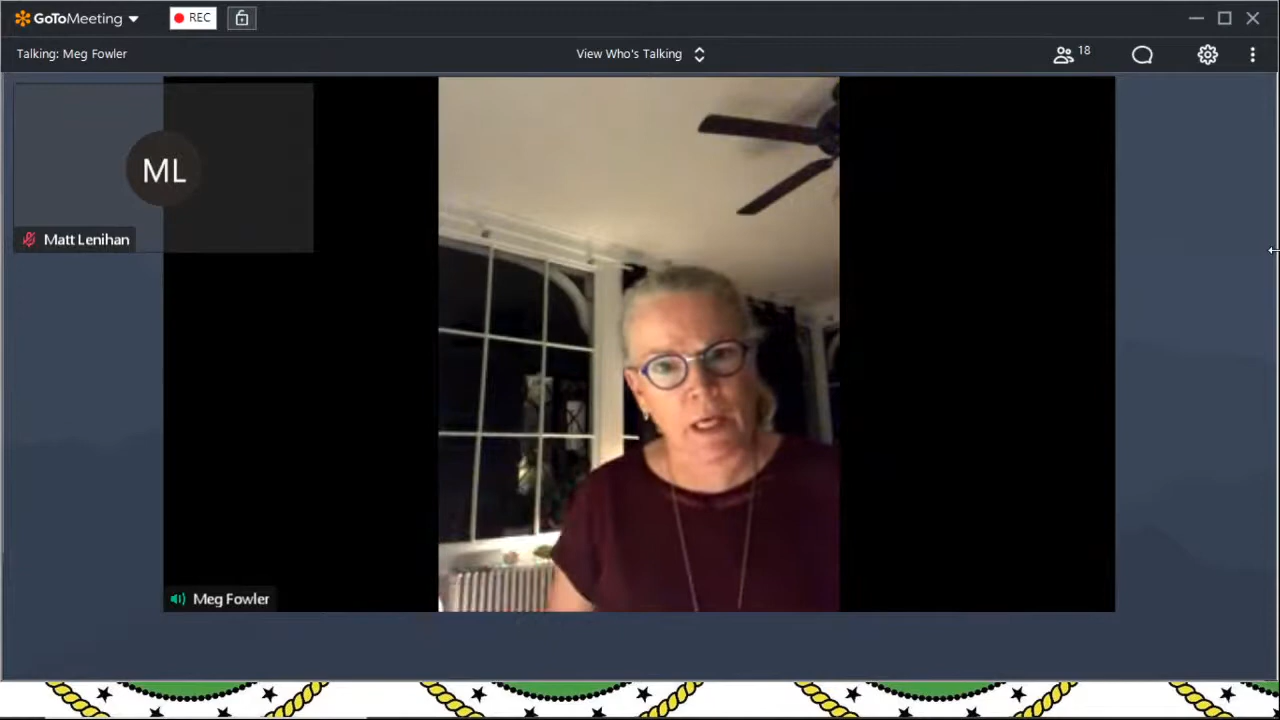 GoToMeeting REC
Talking: Meg Fowler View Who's Talking 18
ML
Matt Lenihan
Meg Fowler